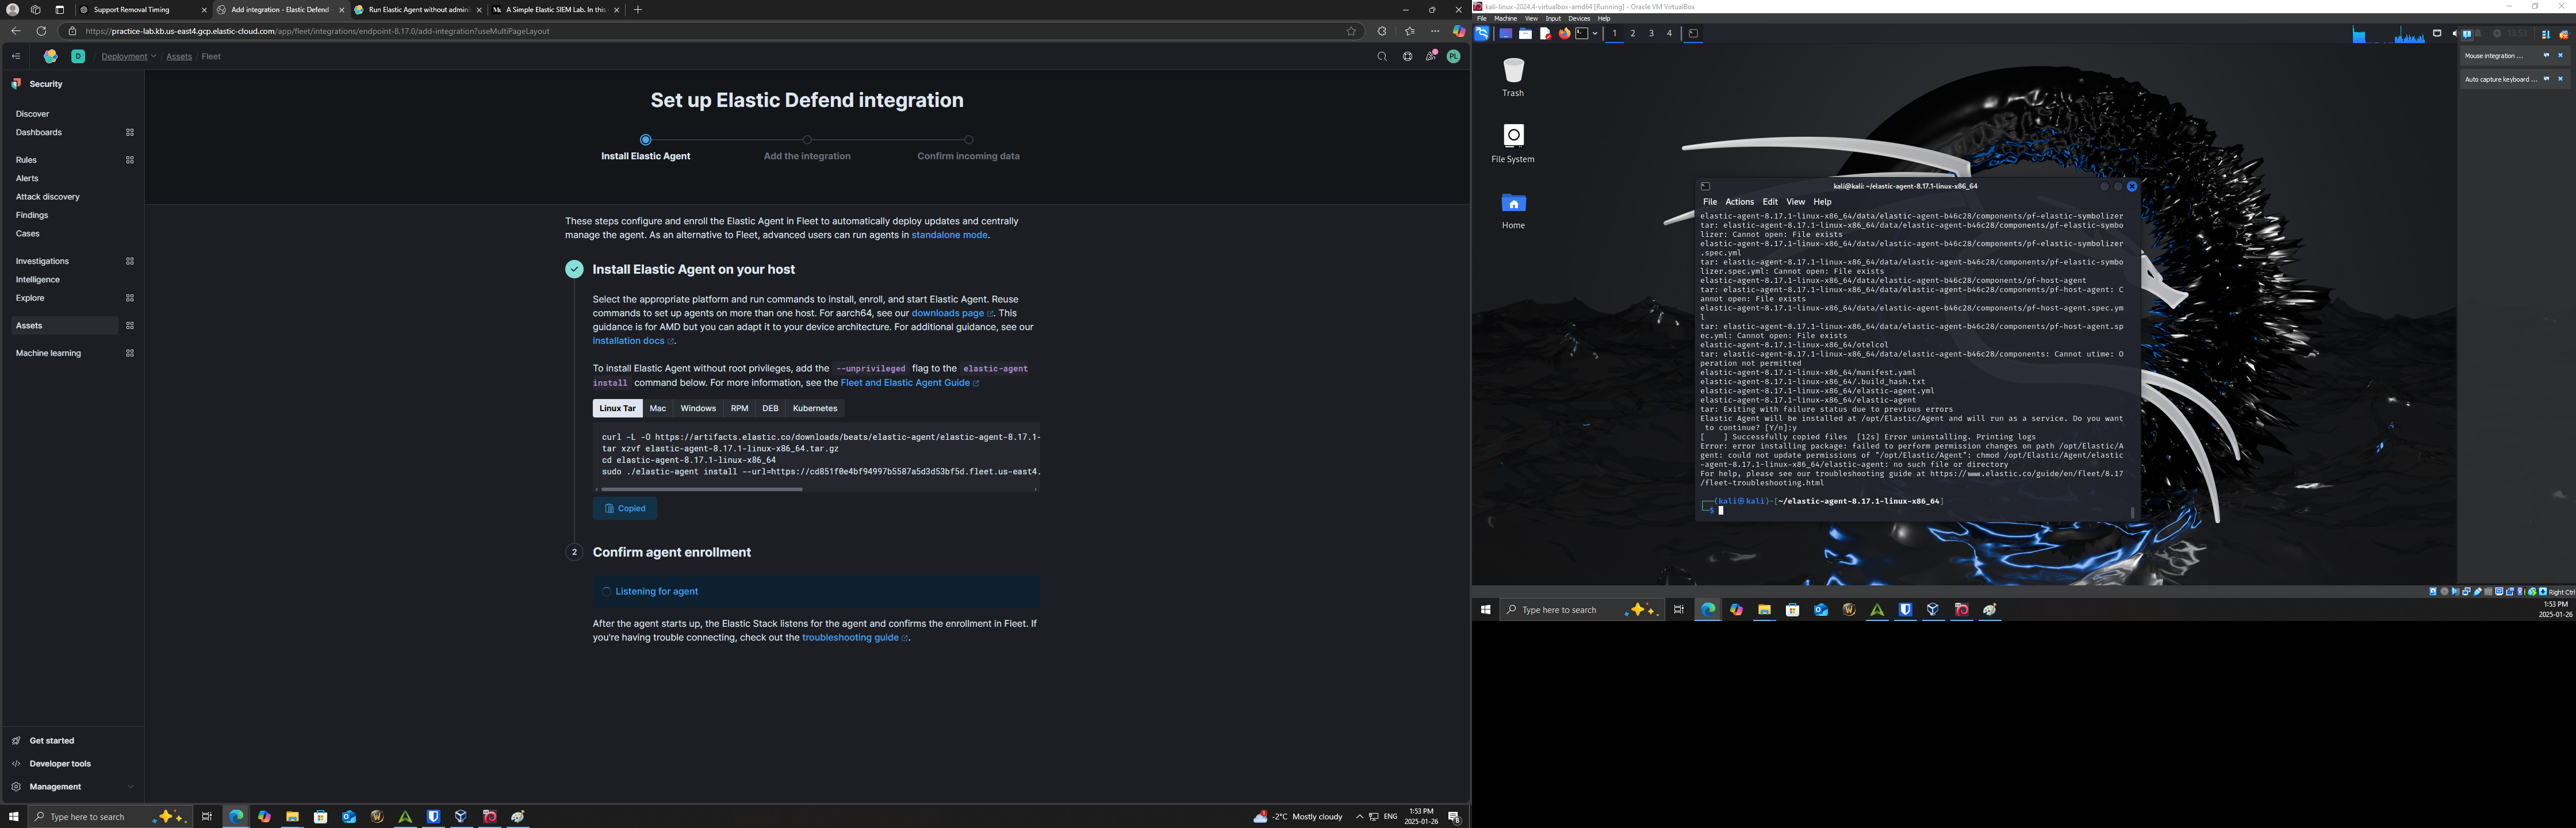 Support Removal Timing
Add integration - Elastic Defend
Run Elastic Agent without admin
A Simple Elastic SIEM Lab. In this
https://practice-lab.kb.us-east4.gcp.elastic-cloud.com/app/fleet/integrations/endpoint-8.17.0/add-integration?useMultiPageLayout
D
Deployment
Assets
Fleet
PL
Security
Discover
Dashboards
Rules
Alerts
Attack discovery
Findings
Cases
Investigations
Intelligence
Explore
Assets
Machine learning
Get started
Developer tools
Management
Set up Elastic Defend integration
Install Elastic Agent
Add the integration
Confirm incoming data
These steps configure and enroll the Elastic Agent in Fleet to automatically deploy updates and centrally
manage the agent. As an alternative to Fleet, advanced users can run agents in standalone mode.
Install Elastic Agent on your host
Select the appropriate platform and run commands to install, enroll, and start Elastic Agent. Reuse
commands to set up agents on more than one host. For aarch64, see our downloads page. This
guidance is for AMD but you can adapt it to your device architecture. For additional guidance, see our
installation docs.
To install Elastic Agent without root privileges, add the --unprivileged flag to the elastic-agent
install command below. For more information, see the Fleet and Elastic Agent Guide
Linux Tar
Mac
Windows
RPM
DEB
Kubernetes
curl -L -O https://artifacts.elastic.co/downloads/beats/elastic-agent/elastic-agent-8.17.1-
tar xzvf elastic-agent-8.17.1-linux-x86_64.tar.gz
cd elastic-agent-8.17.1-linux-x86_64
sudo ./elastic-agent install --url=https://cd851f0e4bf94997b5587a5d3d53bf5d.fleet.us-east4.
Copied
2
Confirm agent enrollment
Listening for agent
After the agent starts up, the Elastic Stack listens for the agent and confirms the enrollment in Fleet. If
you're having trouble connecting, check out the troubleshooting guide.
Type here to search
-2°C Mostly cloudy
ENG
1:53 PM
2025-01-26
kali-linux-2024.4-virtualbox-amd64 [Running] - Oracle VM VirtualBox
File Machine View Input Devices Help
1 2 3 4
Mouse integration ...
Auto capture keyboard ...
Trash
File System
Home
kali@kali: ~/elastic-agent-8.17.1-linux-x86_64
File Actions Edit View Help
elastic-agent-8.17.1-linux-x86_64/data/elastic-agent-b46c28/components/pf-elastic-symbolizer
tar: elastic-agent-8.17.1-linux-x86_64/data/elastic-agent-b46c28/components/pf-elastic-symbo
lizer: Cannot open: File exists
elastic-agent-8.17.1-linux-x86_64/data/elastic-agent-b46c28/components/pf-elastic-symbolizer
.spec.yml
tar: elastic-agent-8.17.1-linux-x86_64/data/elastic-agent-b46c28/components/pf-elastic-symbo
lizer.spec.yml: Cannot open: File exists
elastic-agent-8.17.1-linux-x86_64/data/elastic-agent-b46c28/components/pf-host-agent
tar: elastic-agent-8.17.1-linux-x86_64/data/elastic-agent-b46c28/components/pf-host-agent: C
annot open: File exists
elastic-agent-8.17.1-linux-x86_64/data/elastic-agent-b46c28/components/pf-host-agent.spec.ym
l
tar: elastic-agent-8.17.1-linux-x86_64/data/elastic-agent-b46c28/components/pf-host-agent.sp
ec.yml: Cannot open: File exists
elastic-agent-8.17.1-linux-x86_64/otelcol
tar: elastic-agent-8.17.1-linux-x86_64/data/elastic-agent-b46c28/components: Cannot utime: O
peration not permitted
elastic-agent-8.17.1-linux-x86_64/manifest.yaml
elastic-agent-8.17.1-linux-x86_64/.build_hash.txt
elastic-agent-8.17.1-linux-x86_64/elastic-agent.yml
elastic-agent-8.17.1-linux-x86_64/elastic-agent
tar: Exiting with failure status due to previous errors
Elastic Agent will be installed at /opt/Elastic/Agent and will run as a service. Do you want
to continue? [Y/n]:y
[    ] Successfully copied files  [12s] Error uninstalling. Printing logs
Error: error installing package: failed to perform permission changes on path /opt/Elastic/A
gent: could not update permissions of "/opt/Elastic/Agent": chmod /opt/Elastic/Agent/elastic
-agent-8.17.1-linux-x86_64/elastic-agent: no such file or directory
For help, please see our troubleshooting guide at https://www.elastic.co/guide/en/fleet/8.17
/fleet-troubleshooting.html
(kali㉿kali)-[~/elastic-agent-8.17.1-linux-x86_64]
$
Right Ctrl
Type here to search
1:53 PM
2025-01-26